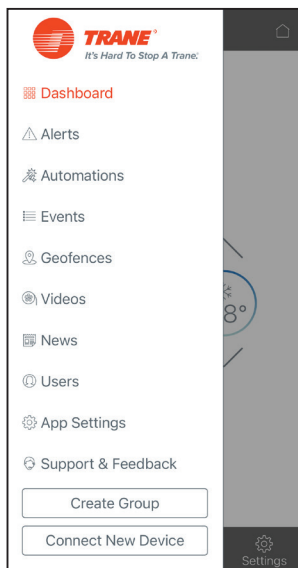 TRANE®
It's Hard To Stop A Trane.®
Dashboard
Alerts
Automations
Events
Geofences
Videos
News
Users
App Settings
Support & Feedback
Create Group
Connect New Device
8°
Settings